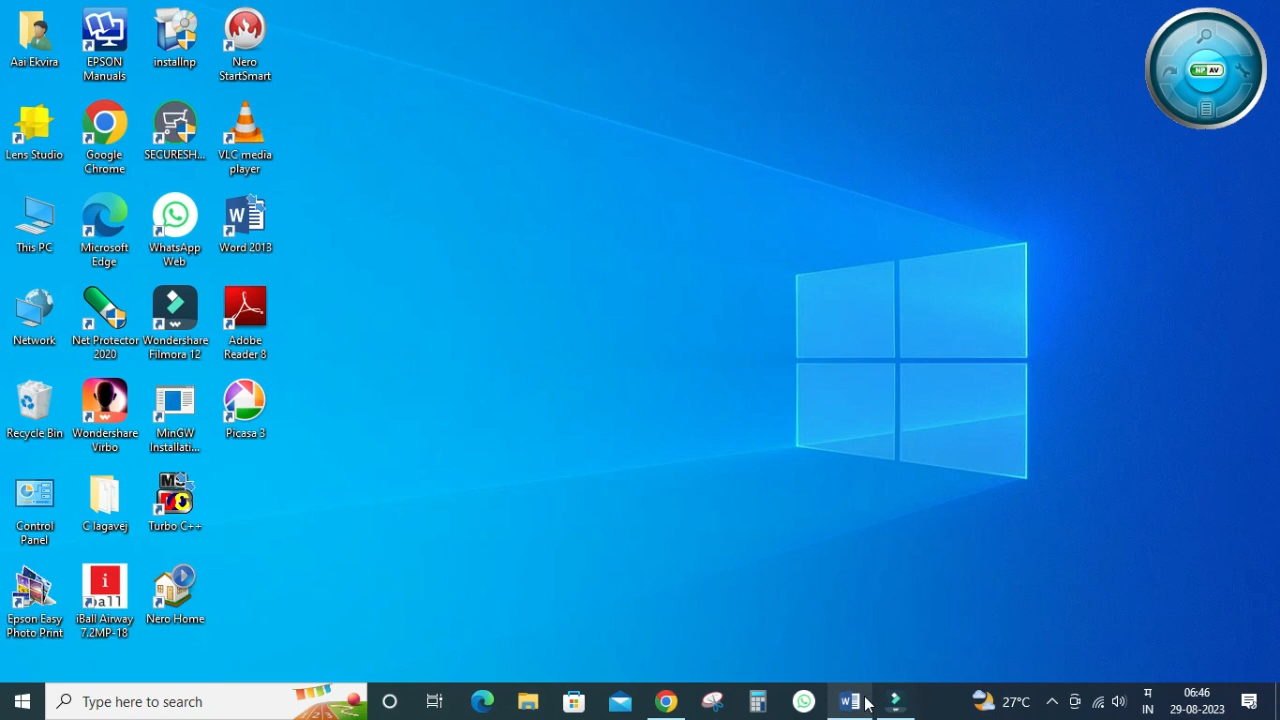 Aai Ekvira
EPSON
Manuals
installnp
Nero
StartSmart
Lens Studio
Google
Chrome
SECURESH...
VLC media
player
This PC
Microsoft
Edge
WhatsApp
Web
Word 2013
Network
Net Protector
2020
Wondershare
Filmora 12
Adobe
Reader 8
Recycle Bin
Wondershare
Virbo
MinGW
Installati...
Picasa 3
Control
Panel
C lagavej
Turbo C++
Epson Easy
Photo Print
iBall Airway
7.2MP-18
Nero Home
NP AV
Type here to search
27°C
म
IN
06:46
29-08-2023